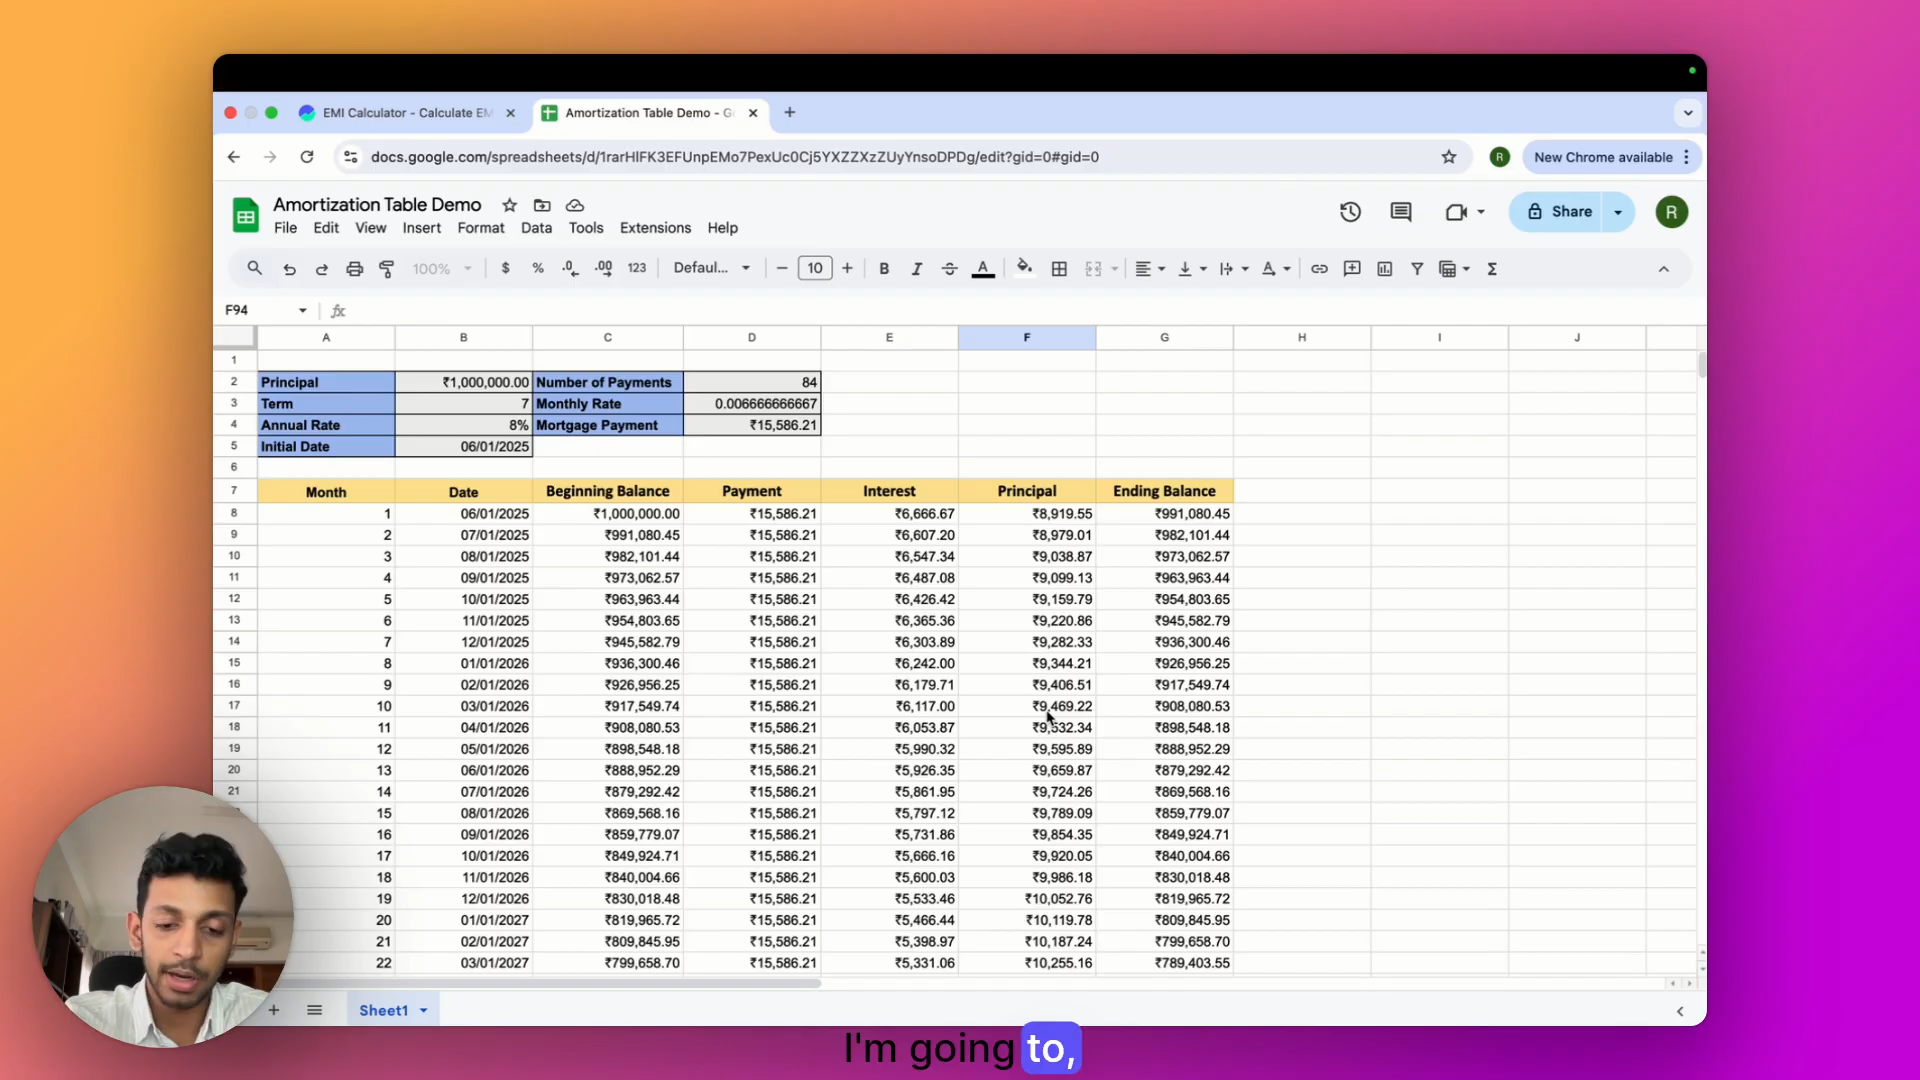 EMI Calculator - Calculate EM
Amortization Table Demo - G
docs.google.com/spreadsheets/d/1rarHlFK3EFUnpEMo7PexUc0Cj5YXZZXzZUyYnsoDPDg/edit?gid=0#gid=0
R
New Chrome available
Amortization Table Demo
File Edit View Insert Format Data Tools Extensions Help
Share
R
100% $ % .0 .00 123 Defaul... - 10 + B I A Σ
F94 fx
A B C D E F G H I J
1
2 Principal ₹1,000,000.00 Number of Payments 84
3 Term 7 Monthly Rate 0.006666666667
4 Annual Rate 8% Mortgage Payment ₹15,586.21
5 Initial Date 06/01/2025
6
7 Month Date Beginning Balance Payment Interest Principal Ending Balance
8 1 06/01/2025 ₹1,000,000.00 ₹15,586.21 ₹6,666.67 ₹8,919.55 ₹991,080.45
9 2 07/01/2025 ₹991,080.45 ₹15,586.21 ₹6,607.20 ₹8,979.01 ₹982,101.44
10 3 08/01/2025 ₹982,101.44 ₹15,586.21 ₹6,547.34 ₹9,038.87 ₹973,062.57
11 4 09/01/2025 ₹973,062.57 ₹15,586.21 ₹6,487.08 ₹9,099.13 ₹963,963.44
12 5 10/01/2025 ₹963,963.44 ₹15,586.21 ₹6,426.42 ₹9,159.79 ₹954,803.65
13 6 11/01/2025 ₹954,803.65 ₹15,586.21 ₹6,365.36 ₹9,220.86 ₹945,582.79
14 7 12/01/2025 ₹945,582.79 ₹15,586.21 ₹6,303.89 ₹9,282.33 ₹936,300.46
15 8 01/01/2026 ₹936,300.46 ₹15,586.21 ₹6,242.00 ₹9,344.21 ₹926,956.25
16 9 02/01/2026 ₹926,956.25 ₹15,586.21 ₹6,179.71 ₹9,406.51 ₹917,549.74
17 10 03/01/2026 ₹917,549.74 ₹15,586.21 ₹6,117.00 ₹9,469.22 ₹908,080.53
18 11 04/01/2026 ₹908,080.53 ₹15,586.21 ₹6,053.87 ₹9,532.34 ₹898,548.18
19 12 05/01/2026 ₹898,548.18 ₹15,586.21 ₹5,990.32 ₹9,595.89 ₹888,952.29
20 13 06/01/2026 ₹888,952.29 ₹15,586.21 ₹5,926.35 ₹9,659.87 ₹879,292.42
21 14 07/01/2026 ₹879,292.42 ₹15,586.21 ₹5,861.95 ₹9,724.26 ₹869,568.16
15 08/01/2026 ₹869,568.16 ₹15,586.21 ₹5,797.12 ₹9,789.09 ₹859,779.07
16 09/01/2026 ₹859,779.07 ₹15,586.21 ₹5,731.86 ₹9,854.35 ₹849,924.71
17 10/01/2026 ₹849,924.71 ₹15,586.21 ₹5,666.16 ₹9,920.05 ₹840,004.66
18 11/01/2026 ₹840,004.66 ₹15,586.21 ₹5,600.03 ₹9,986.18 ₹830,018.48
19 12/01/2026 ₹830,018.48 ₹15,586.21 ₹5,533.46 ₹10,052.76 ₹819,965.72
20 01/01/2027 ₹819,965.72 ₹15,586.21 ₹5,466.44 ₹10,119.78 ₹809,845.95
21 02/01/2027 ₹809,845.95 ₹15,586.21 ₹5,398.97 ₹10,187.24 ₹799,658.70
22 03/01/2027 ₹799,658.70 ₹15,586.21 ₹5,331.06 ₹10,255.16 ₹789,403.55
Sheet1
I'm going to,